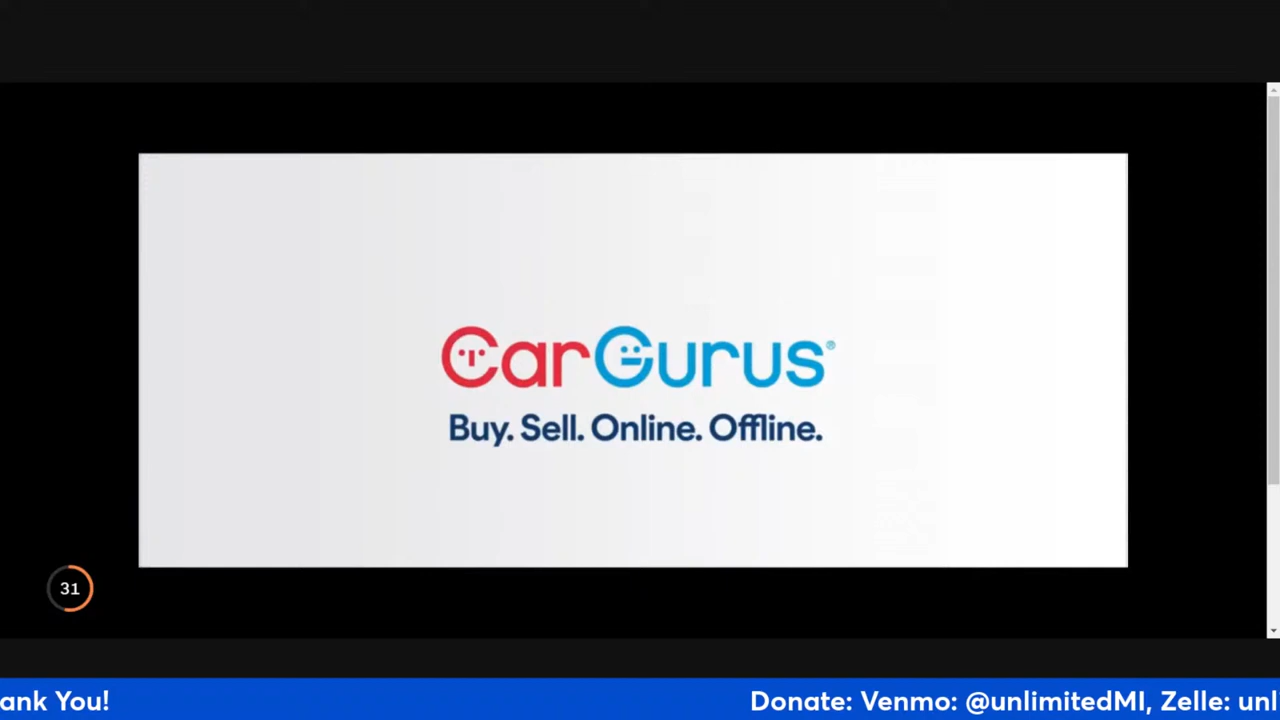 CarGurus®
Buy. Sell. Online. Offline.
31
ank You! Donate: Venmo: @unlimitedMI, Zelle: unl